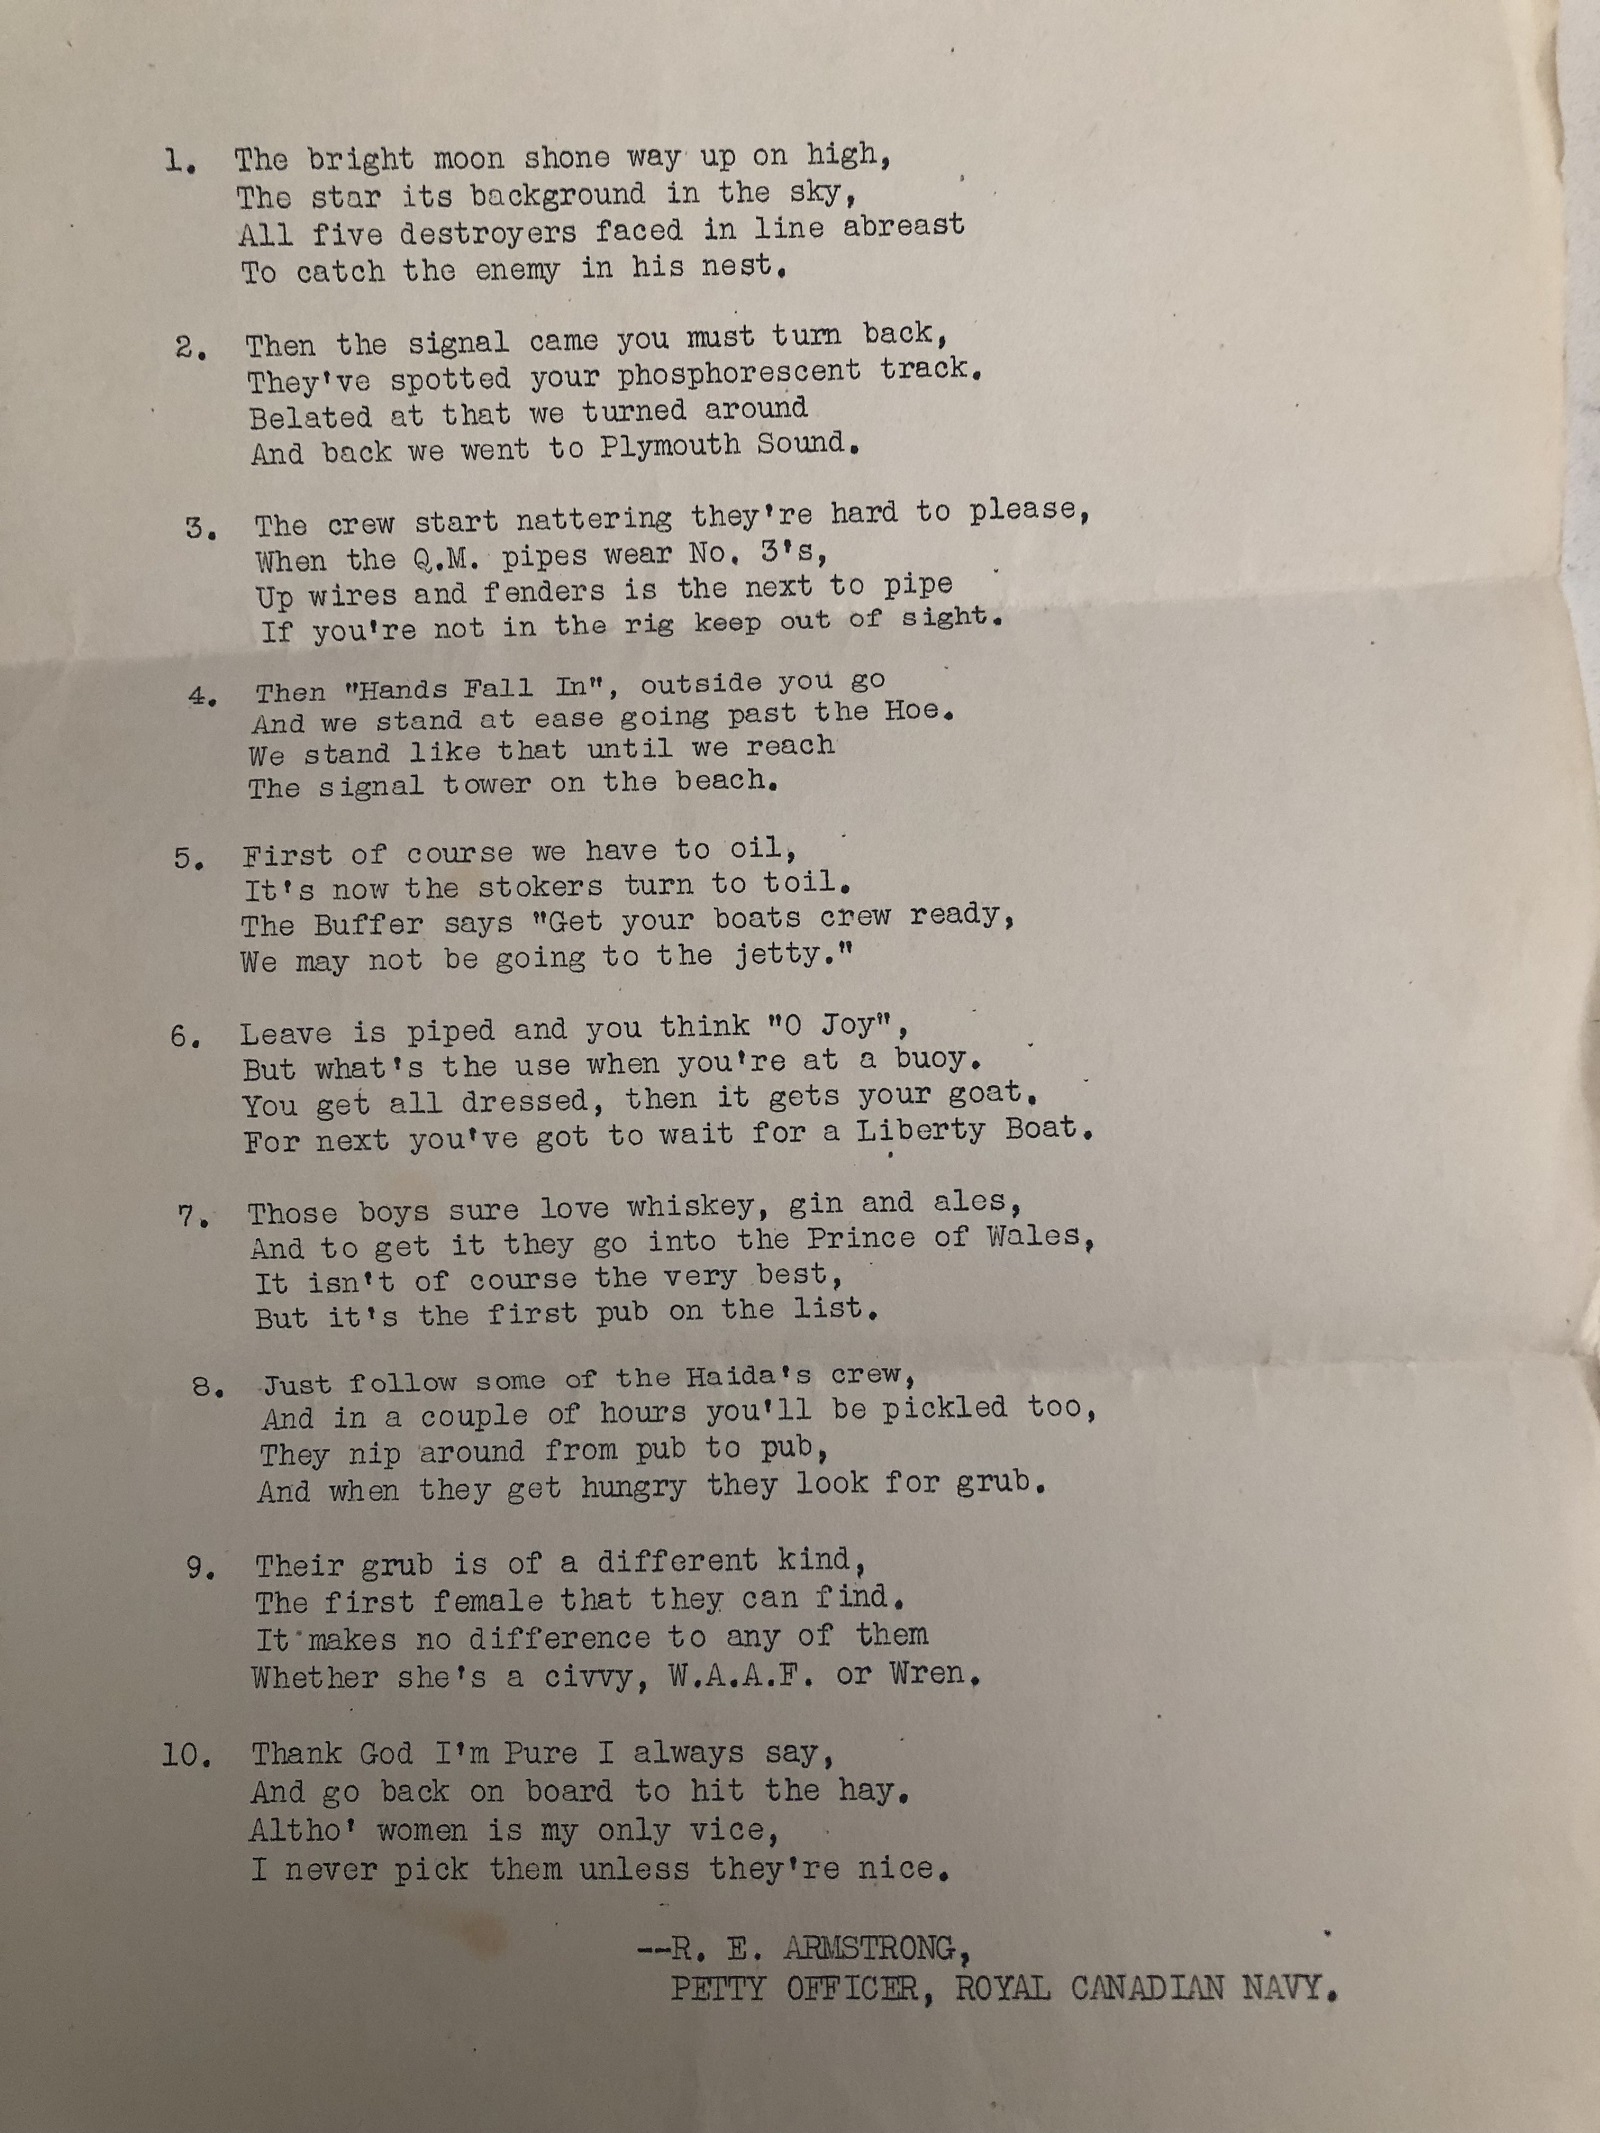 1. The bright moon shone way up on high,
The star its background in the sky,
All five destroyers faced in line abreast
To catch the enemy in his nest.
2. Then the signal came you must turn back,
They've spotted your phosphorescent track.
Belated at that we turned around
And back we went to Plymouth Sound.
3. The crew start nattering they're hard to please,
When the Q.M. pipes wear No. 3's,
Up wires and fenders is the next to pipe
If you're not in the rig keep out of sight.
4. Then "Hands Fall In", outside you go
And we stand at ease going past the Hoe.
We stand like that until we reach
The signal tower on the beach.
5. First of course we have to oil,
It's now the stokers turn to toil.
The Buffer says "Get your boats crew ready,
We may not be going to the jetty."
6. Leave is piped and you think "O Joy",
But what's the use when you're at a buoy.
You get all dressed, then it gets your goat.
For next you've got to wait for a Liberty Boat.
7. Those boys sure love whiskey, gin and ales,
And to get it they go into the Prince of Wales,
It isn't of course the very best,
But it's the first pub on the list.
8. Just follow some of the Haida's crew,
And in a couple of hours you'll be pickled too,
They nip around from pub to pub,
And when they get hungry they look for grub.
9. Their grub is of a different kind,
The first female that they can find.
It makes no difference to any of them
Whether she's a civvy, W.A.A.F. or Wren.
10. Thank God I'm Pure I always say,
And go back on board to hit the hay.
Altho' women is my only vice,
I never pick them unless they're nice.
--R. E. ARMSTRONG,
PETTY OFFICER, ROYAL CANADIAN NAVY.